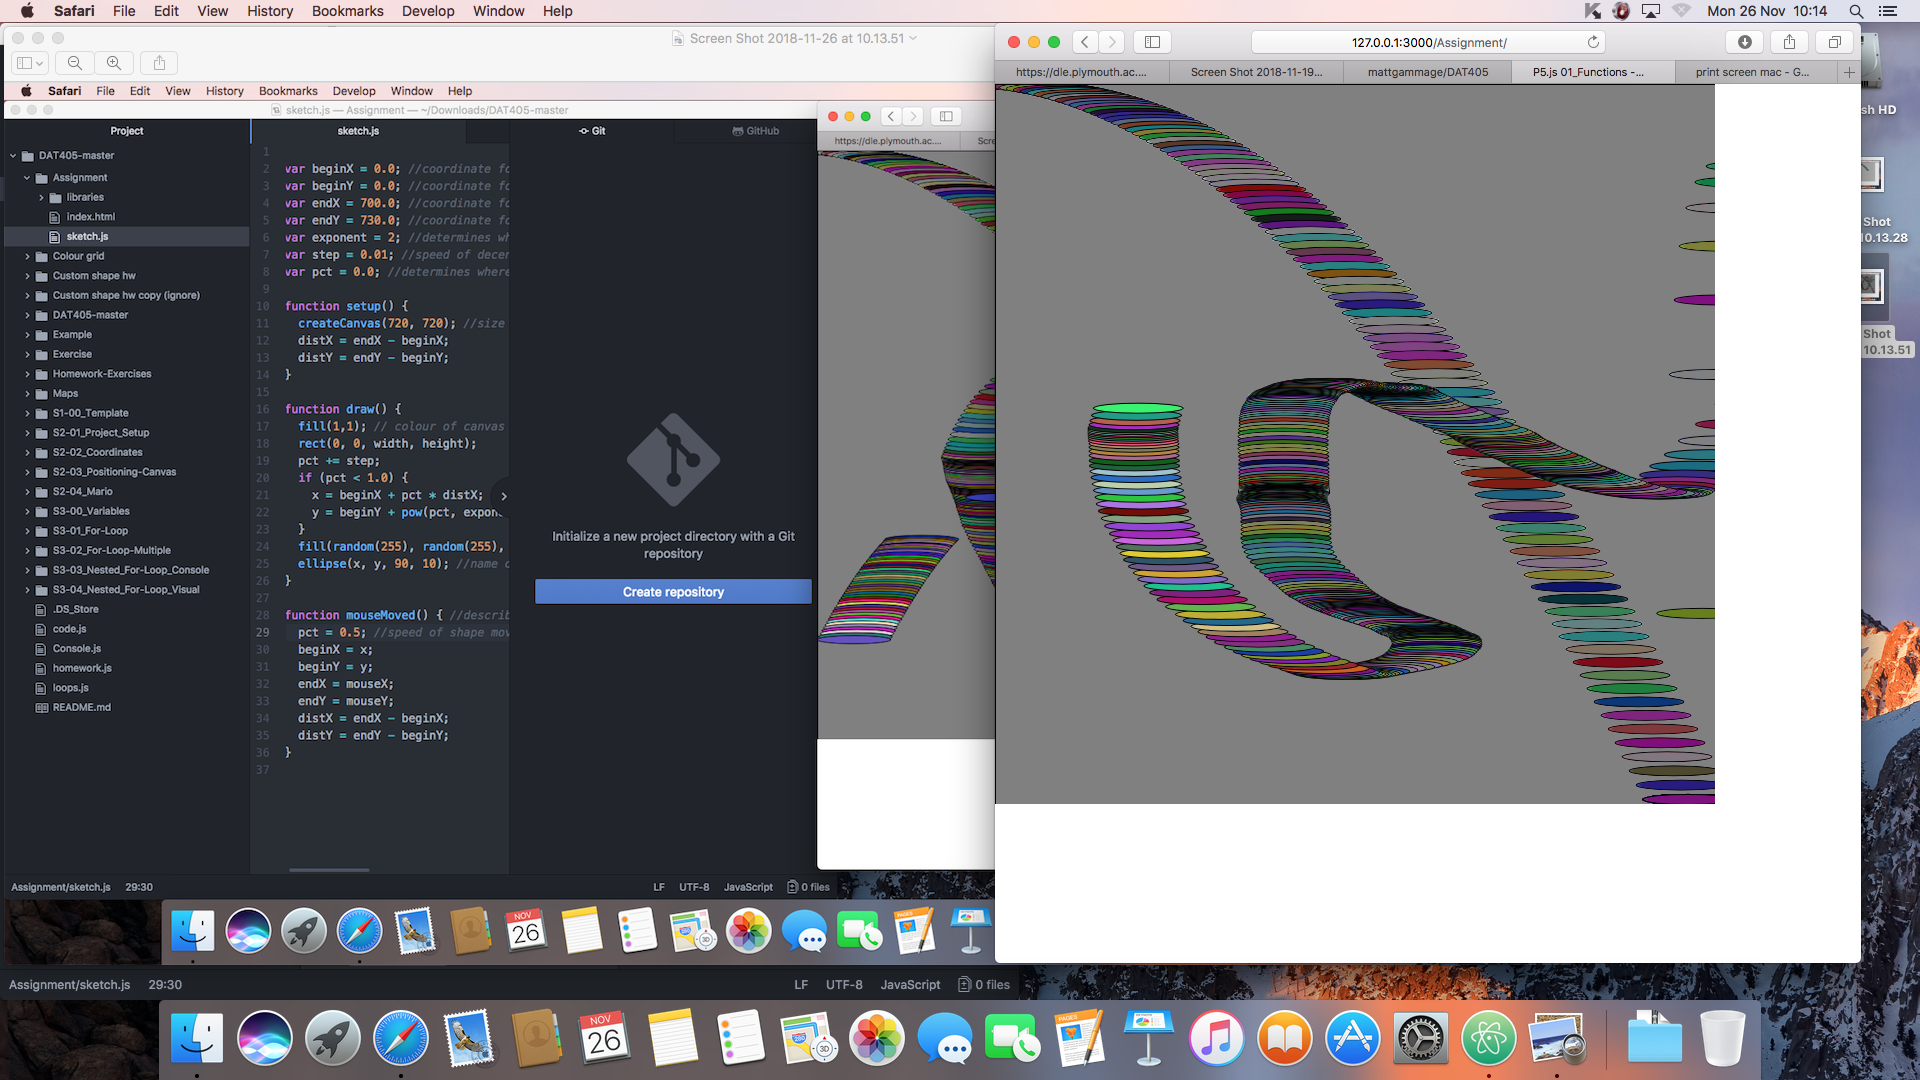 Safari File Edit View History Bookmarks Develop Window Help
Mon 26 Nov 10:14
Screen Shot 2018-11-26 at 10.13.51
Safari File Edit View History Bookmarks Develop Window Help
sketch.js — Assignment — ~/Downloads/DAT405-master
Project
sketch.js
Git
GitHub
DAT405-master
Assignment
libraries
index.html
sketch.js
Colour grid
Custom shape hw
Custom shape hw copy (ignore)
DAT405-master
Example
Exercise
Homework-Exercises
Maps
S1-00_Template
S2-01_Project_Setup
S2-02_Coordinates
S2-03_Positioning-Canvas
S2-04_Mario
S3-00_Variables
S3-01_For-Loop
S3-02_For-Loop-Multiple
S3-03_Nested_For-Loop_Console
S3-04_Nested_For-Loop_Visual
.DS_Store
code.js
Console.js
homework.js
loops.js
README.md
1
2 var beginX = 0.0; //coordinate fo
3 var beginY = 0.0; //coordinate fo
4 var endX = 700.0; //coordinate fo
5 var endY = 730.0; //coordinate fo
6 var exponent = 2; //determines wh
7 var step = 0.01; //speed of decen
8 var pct = 0.0; //determines where
9
10 function setup() {
11 createCanvas(720, 720); //size
12 distX = endX - beginX;
13 distY = endY - beginY;
14 }
15
16 function draw() {
17 fill(1,1); // colour of canvas
18 rect(0, 0, width, height);
19 pct += step;
20 if (pct < 1.0) {
21 x = beginX + pct * distX;
22 y = beginY + pow(pct, expon
23 }
24 fill(random(255), random(255),
25 ellipse(x, y, 90, 10); //name o
26 }
27
28 function mouseMoved() { //describ
29 pct = 0.5; //speed of shape mov
30 beginX = x;
31 beginY = y;
32 endX = mouseX;
33 endY = mouseY;
34 distX = endX - beginX;
35 distY = endY - beginY;
36 }
37
Initialize a new project directory with a Git
repository
Create repository
https://dle.plymouth.ac....
Scre
Assignment/sketch.js 29:30
LF UTF-8 JavaScript 0 files
NOV
26
PAGES
127.0.0.1:3000/Assignment/
https://dle.plymouth.ac....
Screen Shot 2018-11-19...
mattgammage/DAT405
P5.js 01_Functions -...
print screen mac - G...
sh HD
Shot
10.13.28
Shot
10.13.51
Assignment/sketch.js 29:30
LF UTF-8 JavaScript 0 files
NOV
26
PAGES